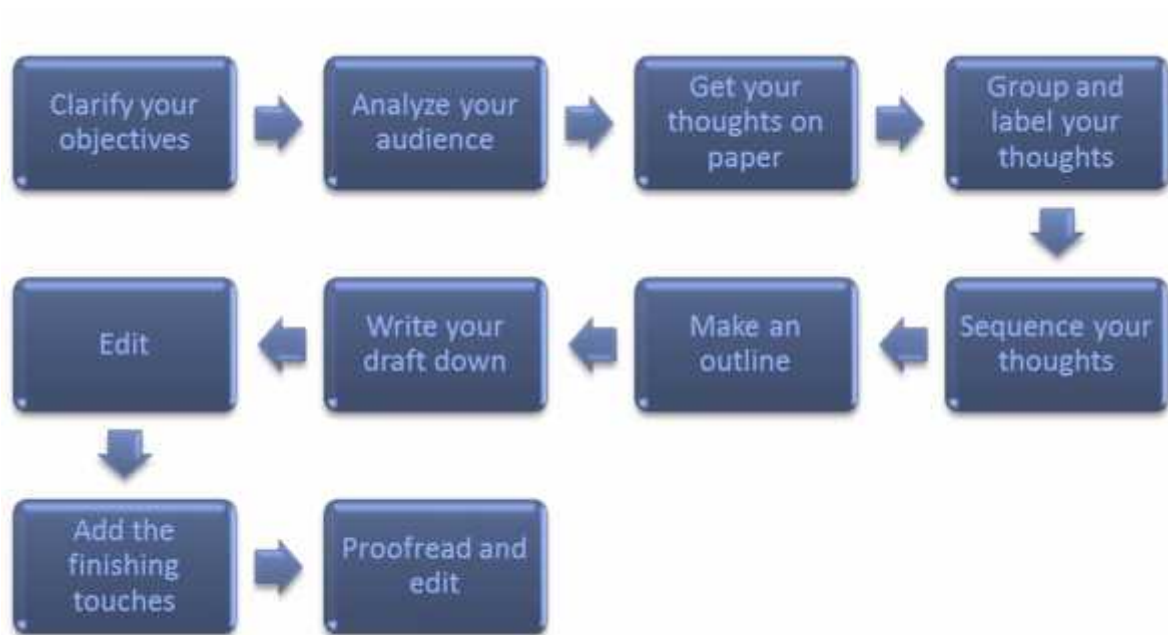 Clarify your
objectives
Analyze your
audience
Get your
thoughts on
paper
Group and
label your
thoughts
Sequence your
thoughts
Make an
outline
Write your
draft down
Edit
Add the
finishing
touches
Proofread and
edit